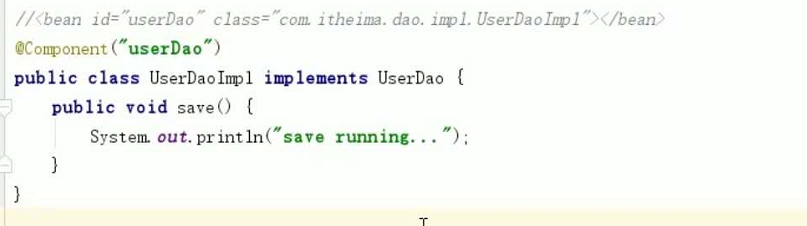 //<bean id="userDao" class="com.itheima.dao.impl.UserDaoImpl"></bean>
@Component("userDao")
public class UserDaoImpl implements UserDao {
public void save() {
System.out.println("save running...");
}
}